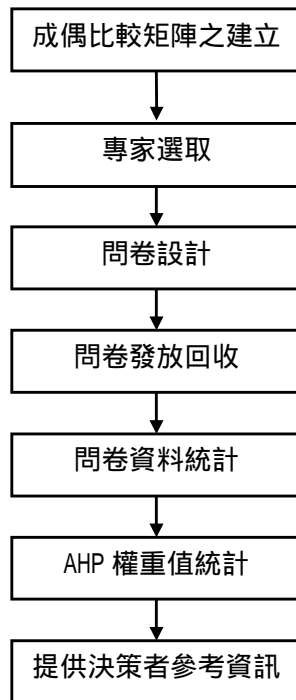 成偶比較矩陣之建立
專家選取
問卷設計
問卷發放回收
問卷資料統計
AHP 權重值統計
提供決策者參考資訊